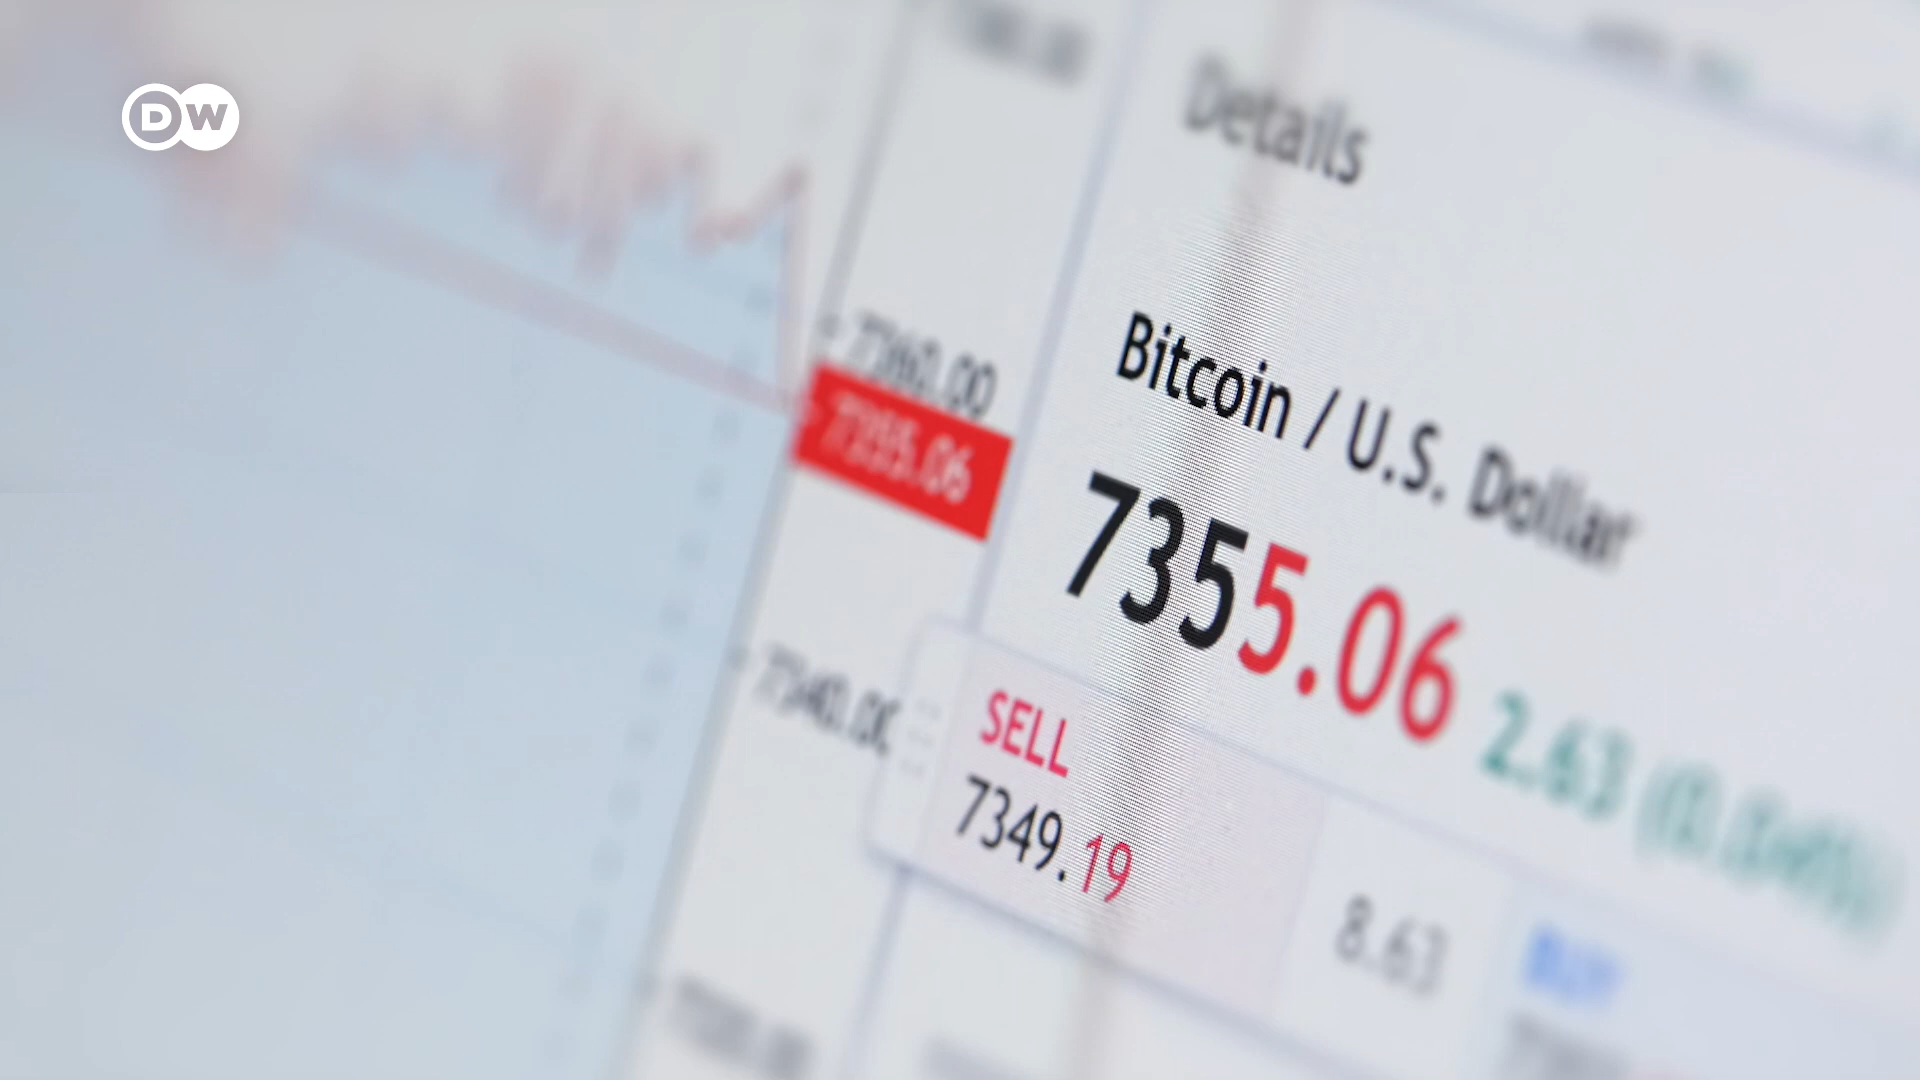 DW
Details
7360.00
7355.06
Bitcoin / U.S. Dollar
7355.06 2.63
7340.00
SELL
7349.19
8.63
BUY